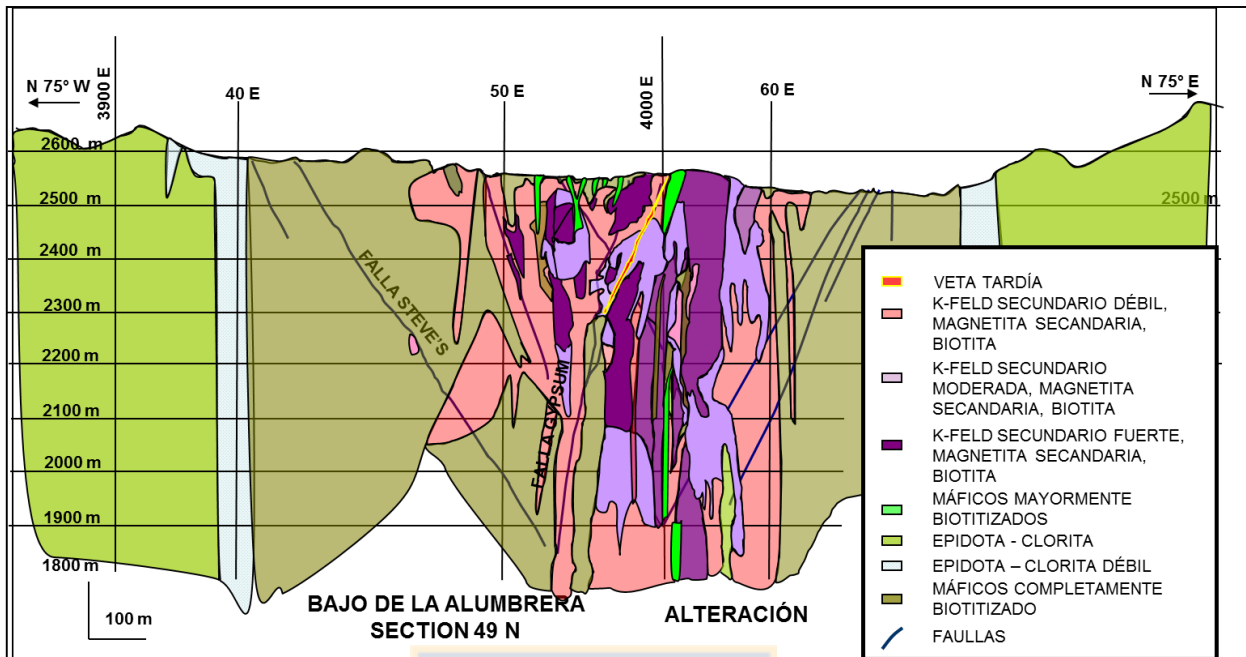 N 75° W
3900 E
40 E
50 E
4000 E
60 E
N 75° E
2600 m
2500 m
2500 m
2400 m
2300 m
2200 m
2100 m
2000 m
1900 m
1800 m
FALLA STEVE'S
FALLA GYPSUM
100 m
BAJO DE LA ALUMBRERA
SECTION 49 N
ALTERACIÓN
VETA TARDÍA
K-FELD SECUNDARIO DÉBIL,
MAGNETITA SECANDARIA,
BIOTITA
K-FELD SECUNDARIO
MODERADA, MAGNETITA
SECANDARIA, BIOTITA
K-FELD SECUNDARIO FUERTE,
MAGNETITA SECANDARIA,
BIOTITA
MÁFICOS MAYORMENTE
BIOTITIZADOS
EPIDOTA - CLORITA
EPIDOTA – CLORITA DÉBIL
MÁFICOS COMPLETAMENTE
BIOTITIZADO
FAULLAS